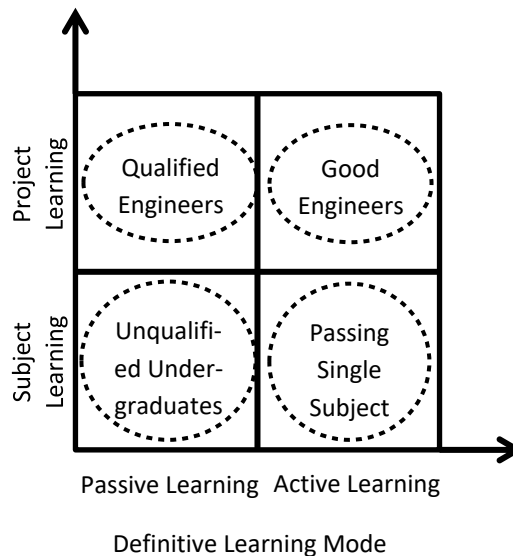 Project
Learning
Qualified
Engineers
Good
Engineers
Subject
Learning
Unqualifi-
ed Under-
graduates
Passing
Single
Subject
Passive Learning
Active Learning
Definitive Learning Mode